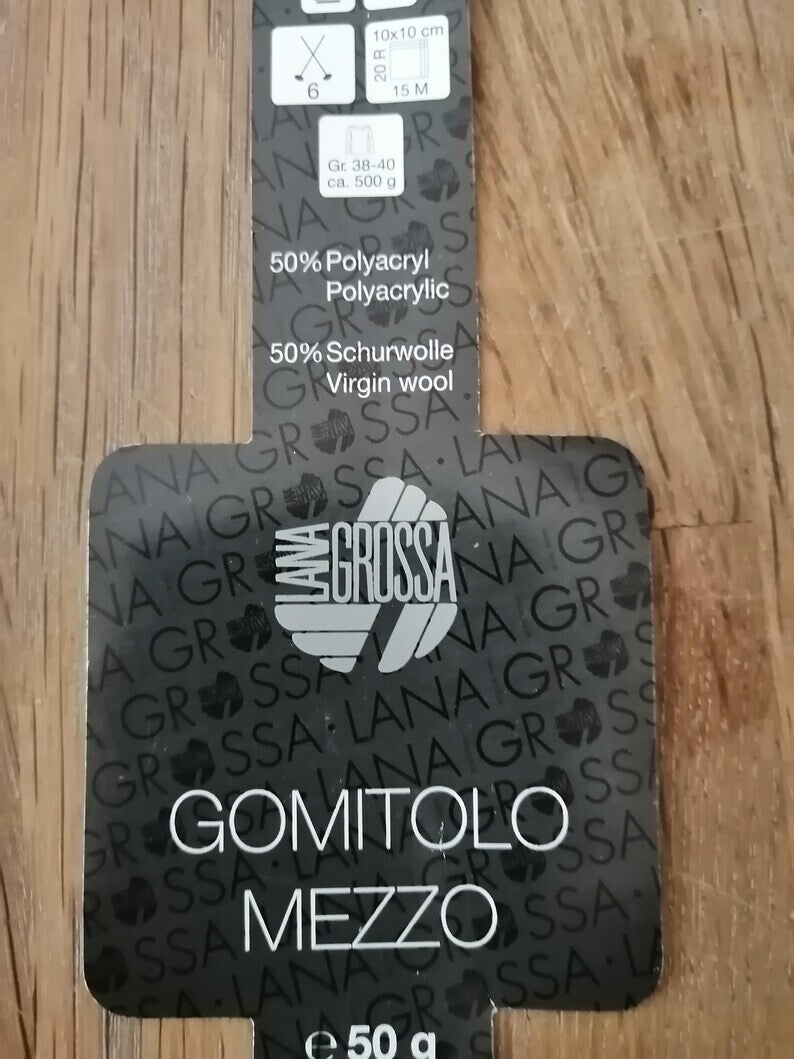 6
10x10 cm
20 R
15 M
Gr. 38-40
ca. 500 g
50% Polyacryl
Polyacrylic
50% Schurwolle
Virgin wool
LANA
GROSSA
GOMITOLO
MEZZO
℮ 50 g